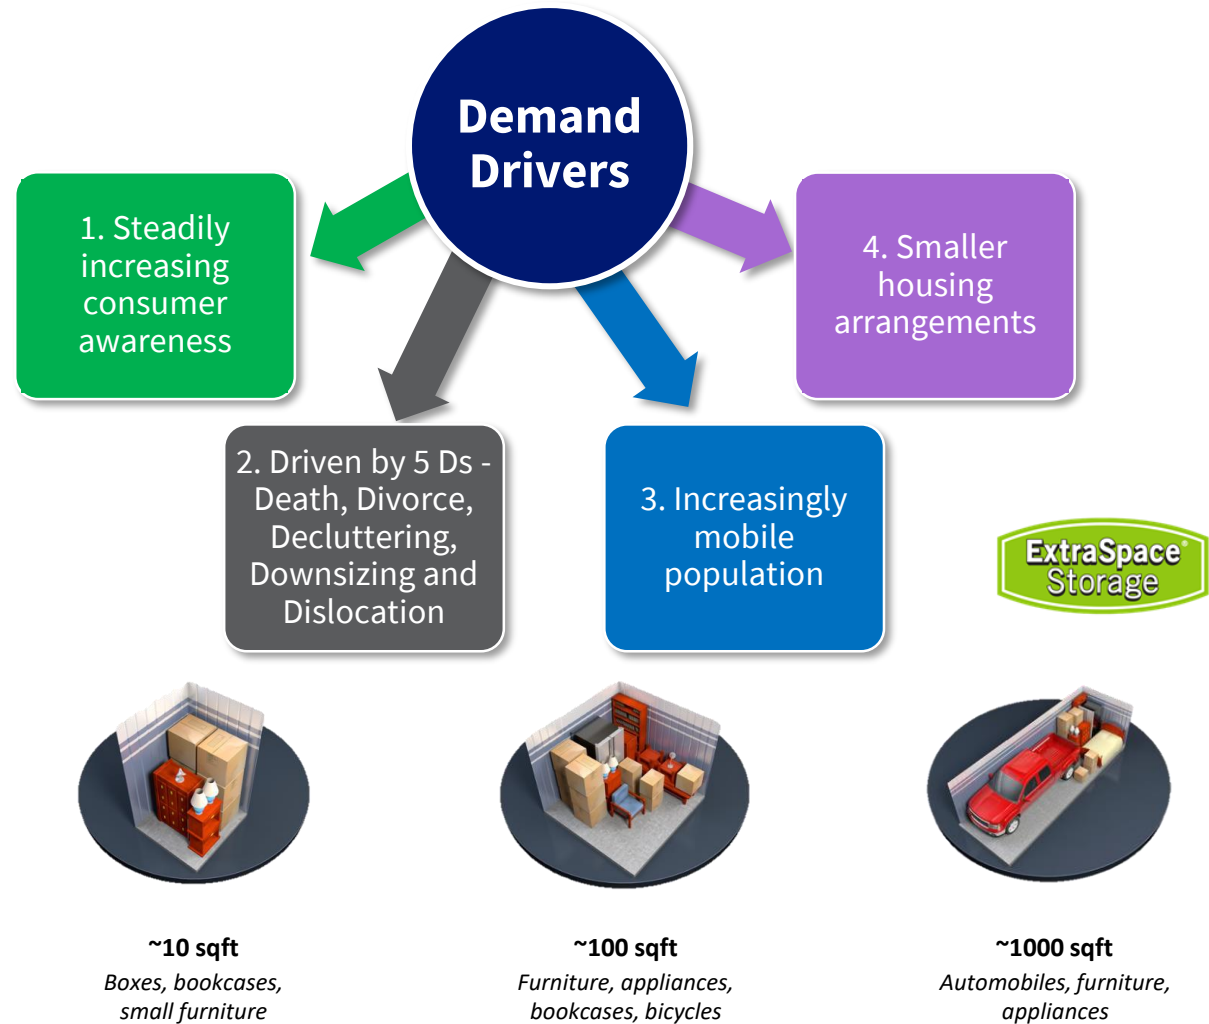 Demand
Drivers
1. Steadily
increasing
consumer
awareness
4. Smaller
housing
arrangements
2. Driven by 5 Ds -
Death, Divorce,
Decluttering,
Downsizing and
Dislocation
3. Increasingly
mobile
population
ExtraSpace®
Storage
~10 sqft
Boxes, bookcases,
small furniture
~100 sqft
Furniture, appliances,
bookcases, bicycles
~1000 sqft
Automobiles, furniture,
appliances